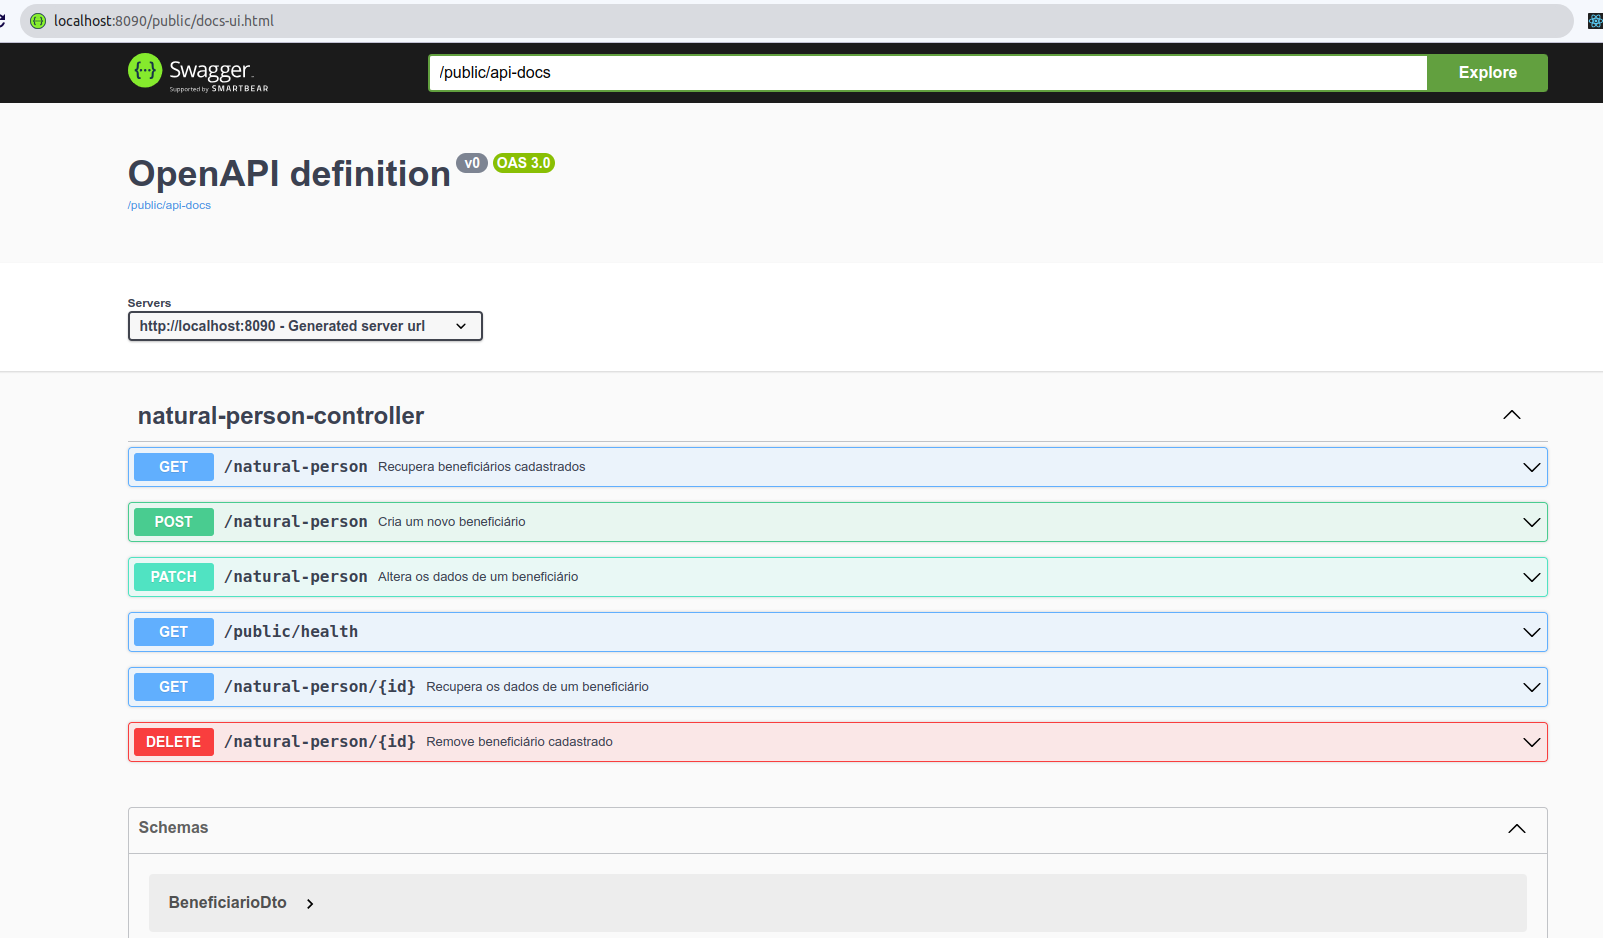 localhost:8090/public/docs-ui.html
Swagger.
Supported by SMARTBEAR
/public/api-docs
Explore
OpenAPI definition v0 OAS 3.0
/public/api-docs
Servers
http://localhost:8090 - Generated server url
natural-person-controller
GET /natural-person Recupera beneficiários cadastrados
POST /natural-person Cria um novo beneficiário
PATCH /natural-person Altera os dados de um beneficiário
GET /public/health
GET /natural-person/{id} Recupera os dados de um beneficiário
DELETE /natural-person/{id} Remove beneficiário cadastrado
Schemas
BeneficiarioDto